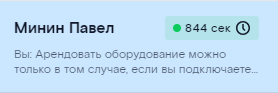 Минин Павел
844 сек
Вы: Арендовать оборудование можно
только в том случае, если вы подключаете...